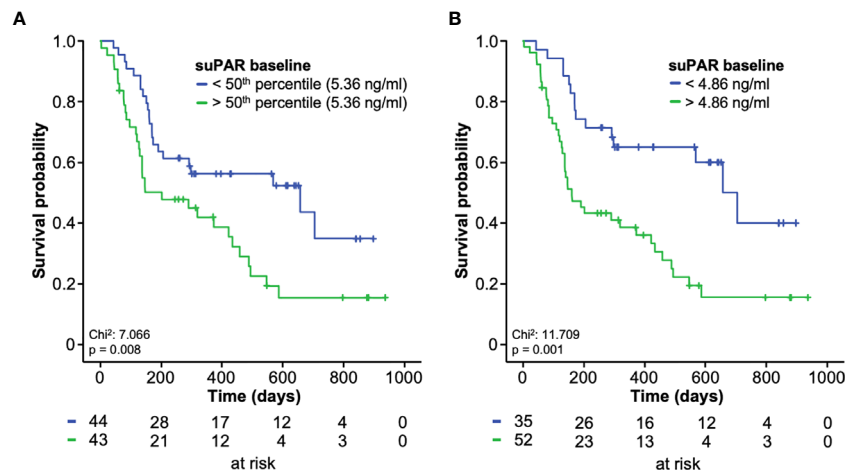 A
suPAR baseline
< 50th percentile (5.36 ng/ml)
> 50th percentile (5.36 ng/ml)
Survival probability
1.0
0.8
0.6
0.4
0.2
0
Chi²: 7.066
p = 0.008
0 200 400 600 800 1000
Time (days)
44 28 17 12 4 0
43 21 12 4 3 0
at risk
B
suPAR baseline
< 4.86 ng/ml
> 4.86 ng/ml
Survival probability
1.0
0.8
0.6
0.4
0.2
0
Chi²: 11.709
p = 0.001
0 200 400 600 800 1000
Time (days)
35 26 16 12 4 0
52 23 13 4 3 0
at risk